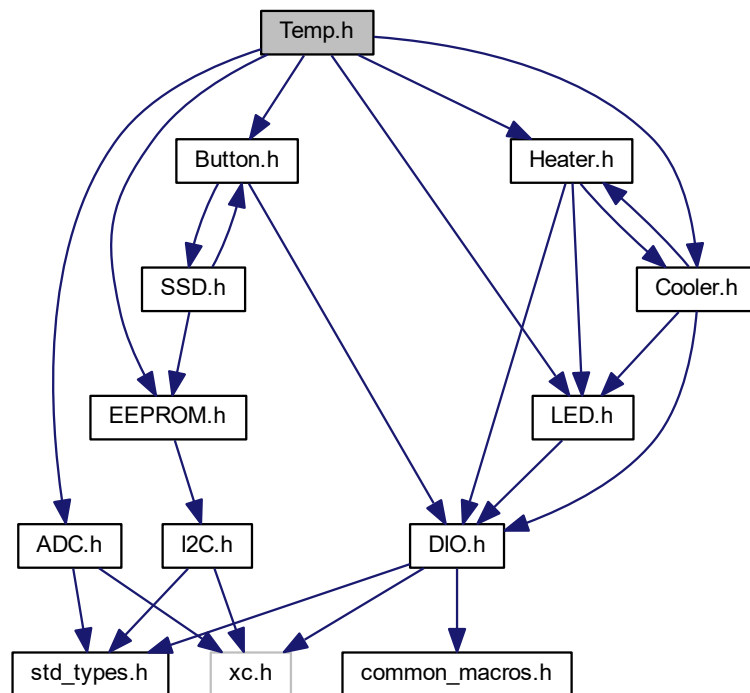 Temp.h
Button.h
Heater.h
SSD.h
Cooler.h
EEPROM.h
LED.h
ADC.h
I2C.h
DIO.h
std_types.h
xc.h
common_macros.h